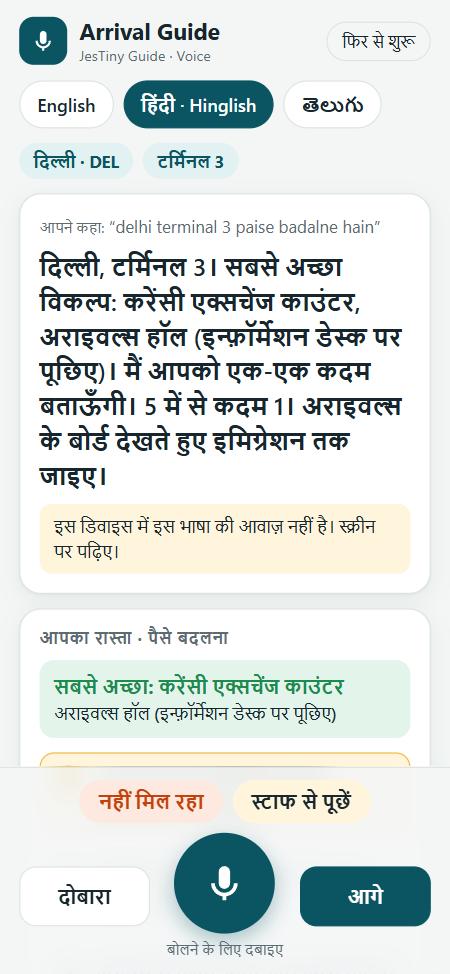 Arrival Guide
JesTiny Guide · Voice
फिर से शुरू
English
हिंदी · Hinglish
తెలుగు
दिल्ली · DEL
टर्मिनल 3
आपने कहा: “delhi terminal 3 paise badalne hain”
दिल्ली, टर्मिनल 3। सबसे अच्छा
विकल्प: करेंसी एक्सचेंज काउंटर,
अराइवल्स हॉल (इन्फ़ॉर्मेशन डेस्क पर
पूछिए)। मैं आपको एक-एक कदम
बताऊँगी। 5 में से कदम 1। अराइवल्स
के बोर्ड देखते हुए इमिग्रेशन तक
जाइए।
इस डिवाइस में इस भाषा की आवाज़ नहीं है। स्क्रीन
पर पढ़िए।
आपका रास्ता · पैसे बदलना
सबसे अच्छा: करेंसी एक्सचेंज काउंटर
अराइवल्स हॉल (इन्फ़ॉर्मेशन डेस्क पर पूछिए)
नहीं मिल रहा
स्टाफ से पूछें
दोबारा
आगे
बोलने के लिए दबाइए